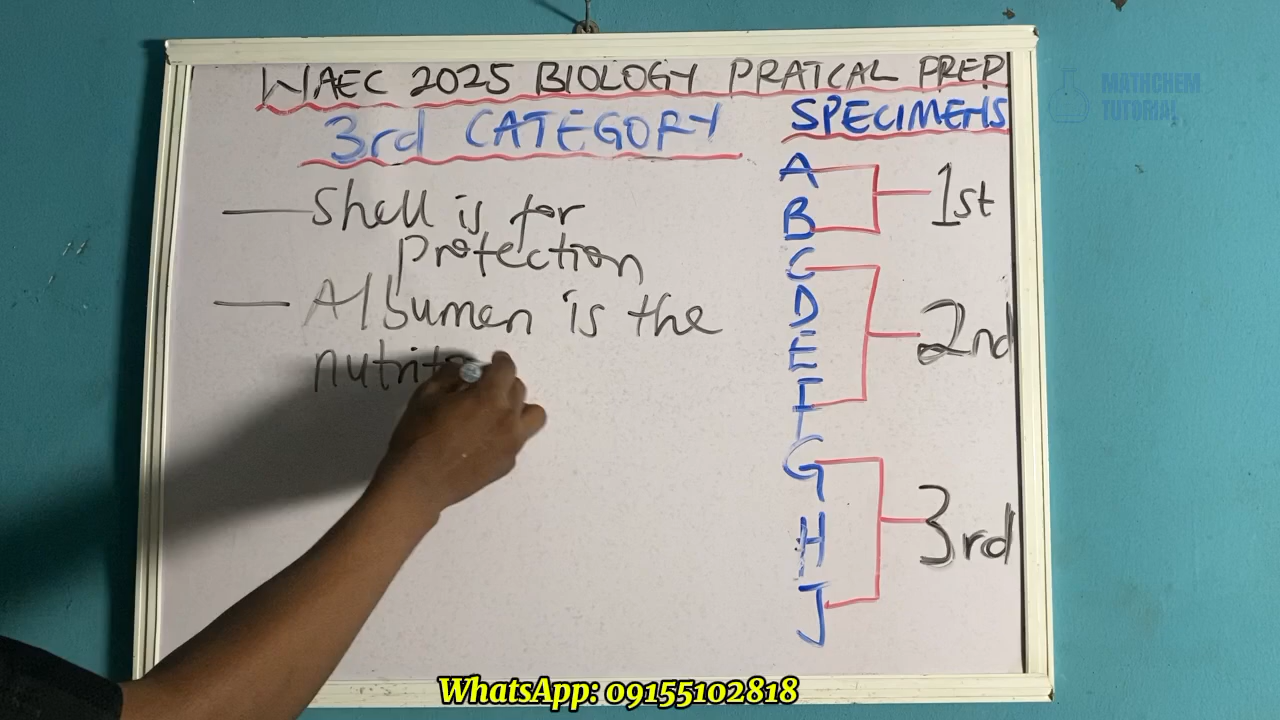 WAEC 2025 BIOLOGY PRATCAL PREP
3rd CATEGORY
— Shell is for
protection
— Albumen is the
SPECIMENS
A
B
1st
C
D
E
F
2nd
G
H
J
3rd
MATHCHEM
TUTORIAL
WhatsApp: 09155102818